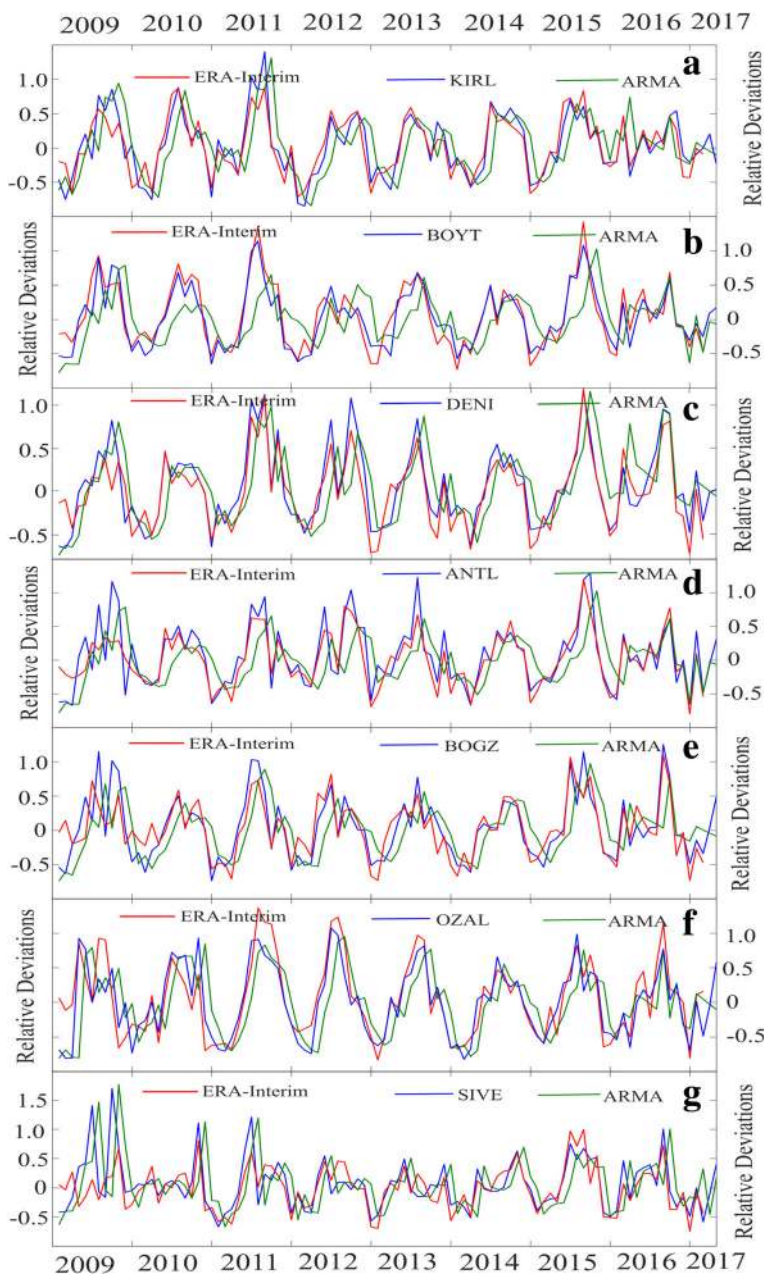 2009 2010 2011 2012 2013 2014 2015 2016 2017
a
ERA-Interim KIRL ARMA
1.0
0.5
0
-0.5
Relative Deviations
b
ERA-Interim BOYT ARMA
Relative Deviations
1.0
0.5
0
-0.5
c
ERA-Interim DENI ARMA
1.0
0.5
0
-0.5
Relative Deviations
d
ERA-Interim ANTL ARMA
Relative Deviations
1.0
0.5
0
-0.5
e
ERA-Interim BOGZ ARMA
1.0
0.5
0
-0.5
Relative Deviations
f
ERA-Interim OZAL ARMA
Relative Deviations
1.0
0.5
0
-0.5
g
ERA-Interim SIVE ARMA
1.5
1.0
0.5
0
-0.5
Relative Deviations
2009 2010 2011 2012 2013 2014 2015 2016 2017